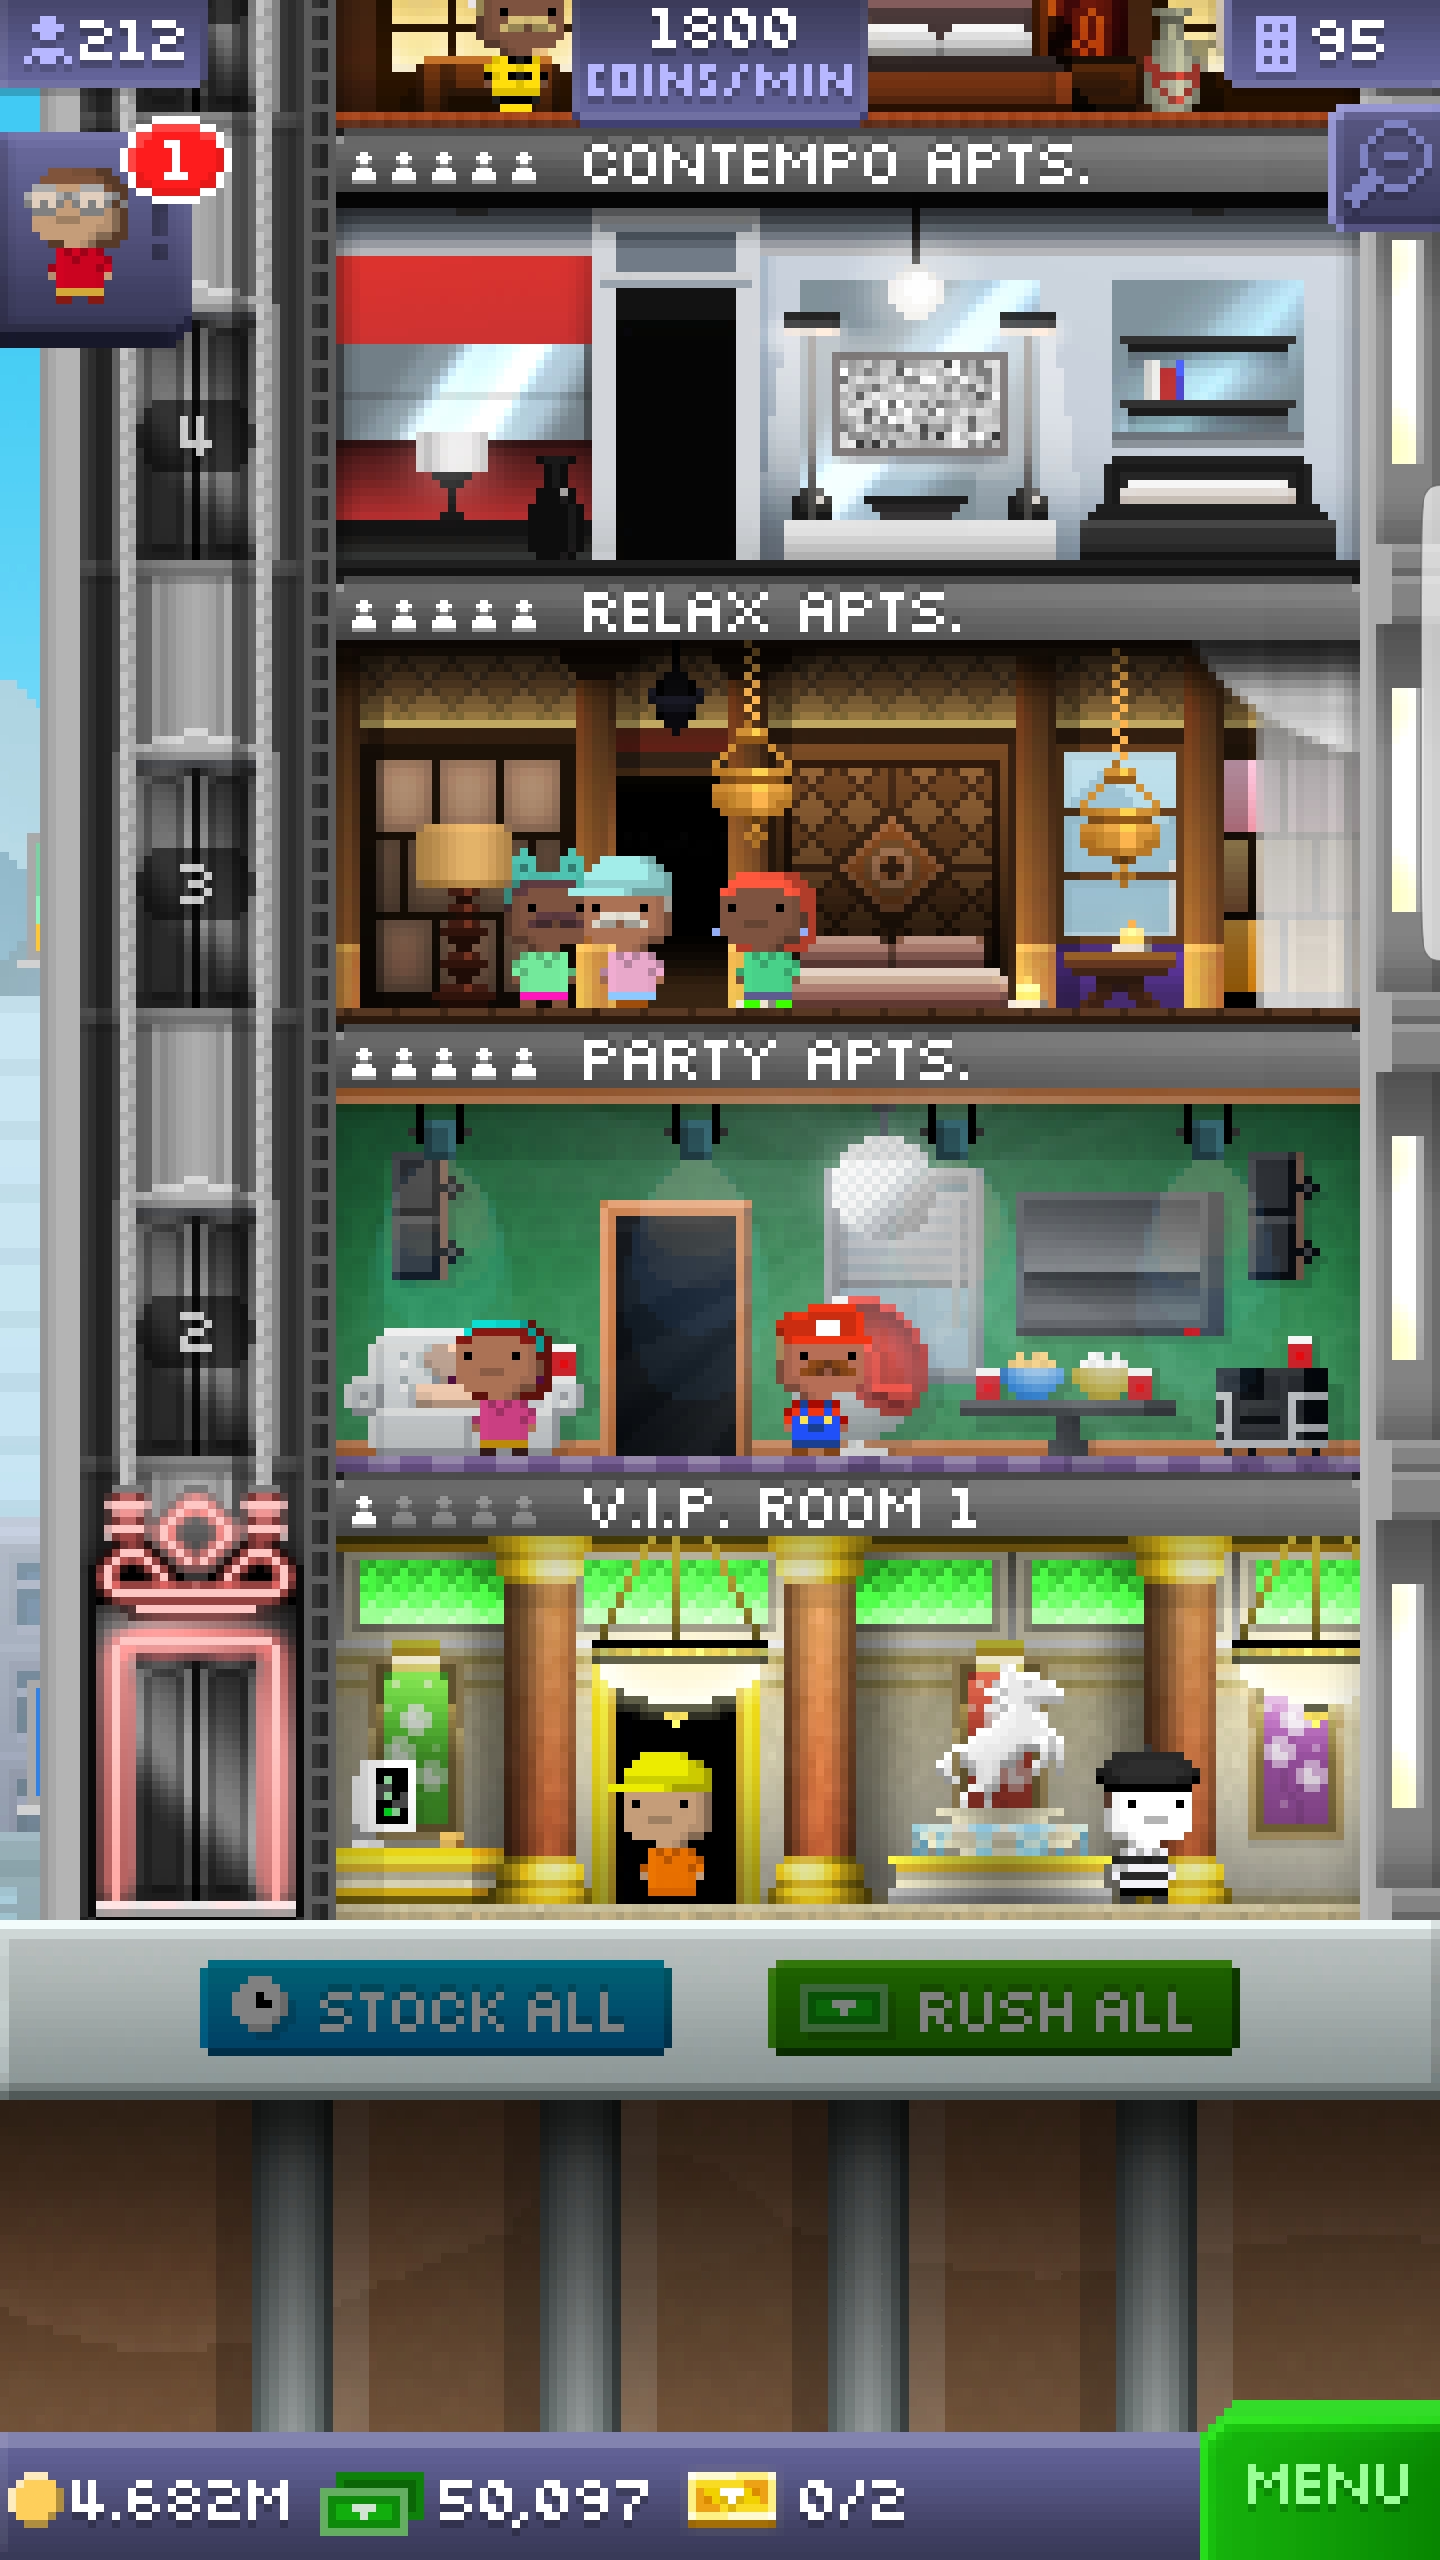 212
1800
COINS/MIN
95
1
CONTEMPO APTS.
4
RELAX APTS.
3
PARTY APTS.
2
V.I.P. ROOM 1
STOCK ALL
RUSH ALL
4.682M
50,097
0/2
MENU